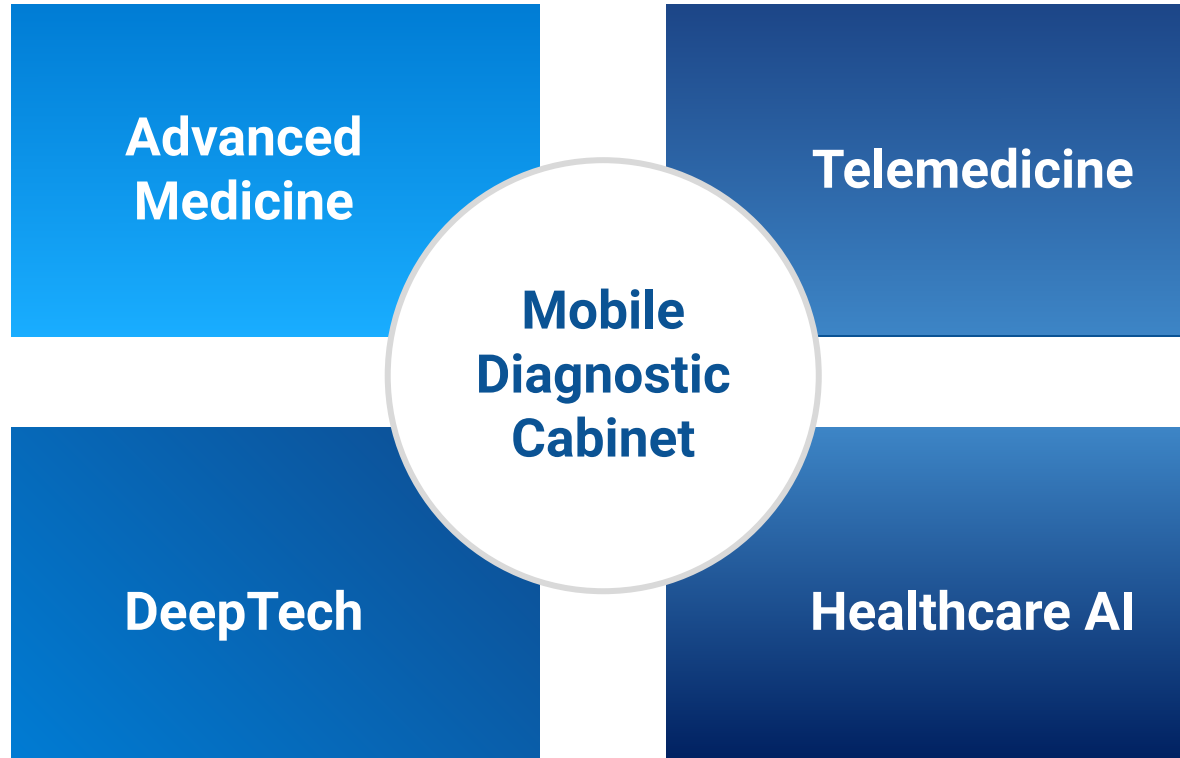 Advanced
Medicine
Telemedicine
Mobile
Diagnostic
Cabinet
DeepTech
Healthcare AI